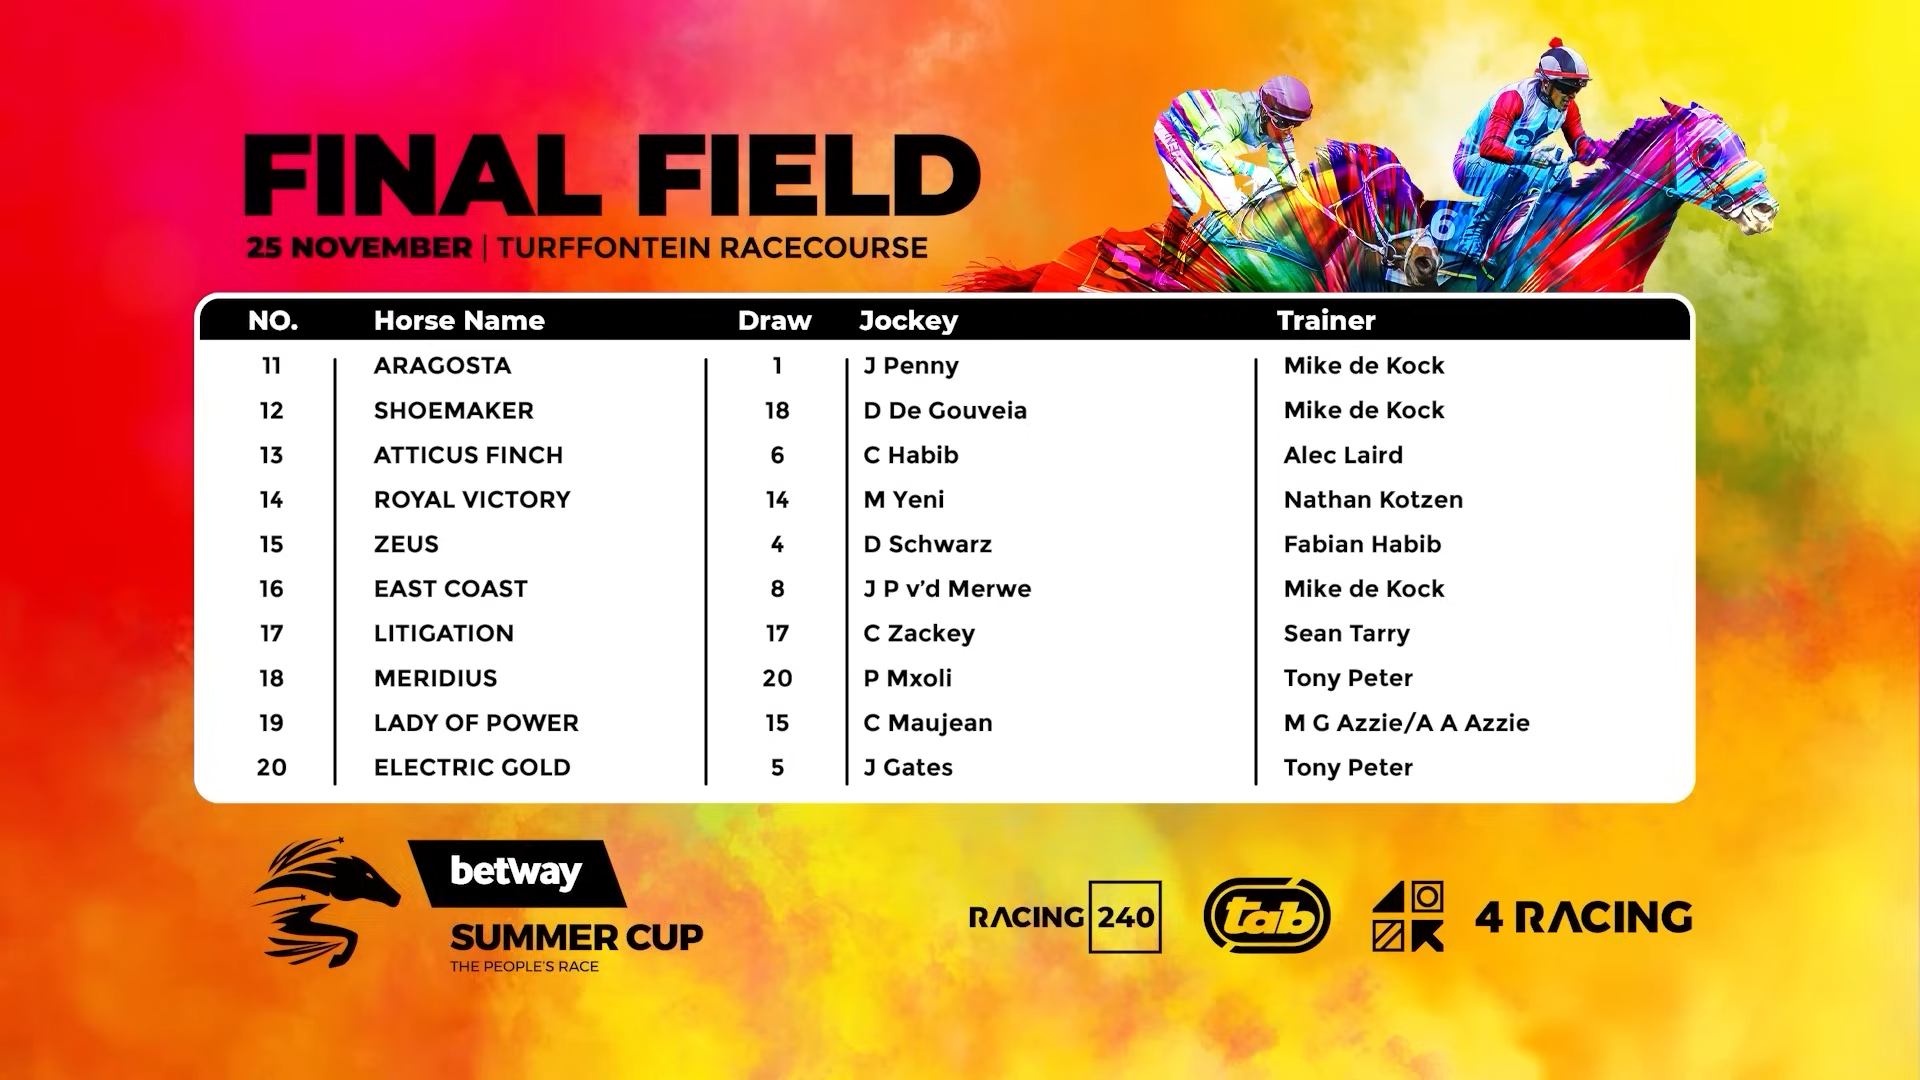 FINAL FIELD
25 NOVEMBER | TURFFONTEIN RACECOURSE
6
NO. Horse Name Draw Jockey Trainer
11 ARAGOSTA 1 J Penny Mike de Kock
12 SHOEMAKER 18 D De Gouveia Mike de Kock
13 ATTICUS FINCH 6 C Habib Alec Laird
14 ROYAL VICTORY 14 M Yeni Nathan Kotzen
15 ZEUS 4 D Schwarz Fabian Habib
16 EAST COAST 8 J P v’d Merwe Mike de Kock
17 LITIGATION 17 C Zackey Sean Tarry
18 MERIDIUS 20 P Mxoli Tony Peter
19 LADY OF POWER 15 C Maujean M G Azzie/A A Azzie
20 ELECTRIC GOLD 5 J Gates Tony Peter
betway
SUMMER CUP
THE PEOPLE'S RACE
RACING 240
tab
4 RACING